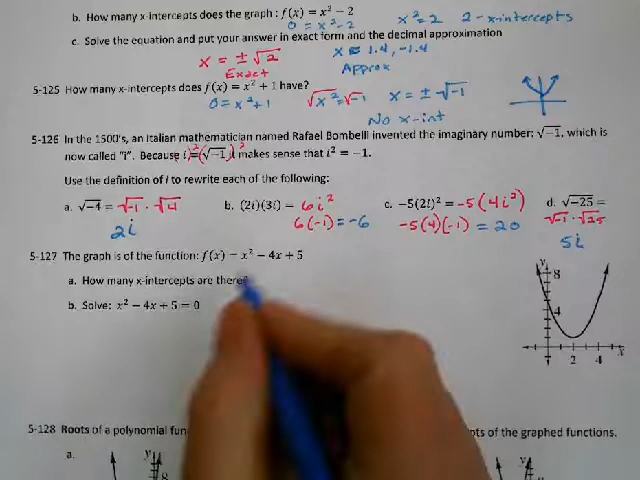 b. How many x-intercepts does the graph : f(x) = x² − 2
0 = x² − 2 x² = 2 2 - x-intercepts
c. Solve the equation and put your answer in exact form and the decimal approximation
x = ± √2 x ≈ 1.4, -1.4
Exact Approx
5-125 How many x-intercepts does f(x) = x² + 1 have?
0 = x² + 1 √x² = √-1 x = ± √-1
No x-int
5-126 In the 1500's, an Italian mathematician named Rafael Bombelli invented the imaginary number: √−1, which is
now called "i". Because i = √−1, it makes sense that i² = −1.
Use the definition of i to rewrite each of the following:
a. √−4 = √-1 · √4 b. (2i)(3i) = 6i² c. −5(2i)² = -5(4i²) d. √−25 =
2i 6(-1) = -6 -5(4)(-1) = 20 √-1 · √25
5i
5-127 The graph is of the function: f(x) = x² − 4x + 5
a. How many x-intercepts are there?
b. Solve: x² − 4x + 5 = 0
y
8
4
x
2 4
5-128 Roots of a polynomial
ots of the graphed functions.
a.
y
y